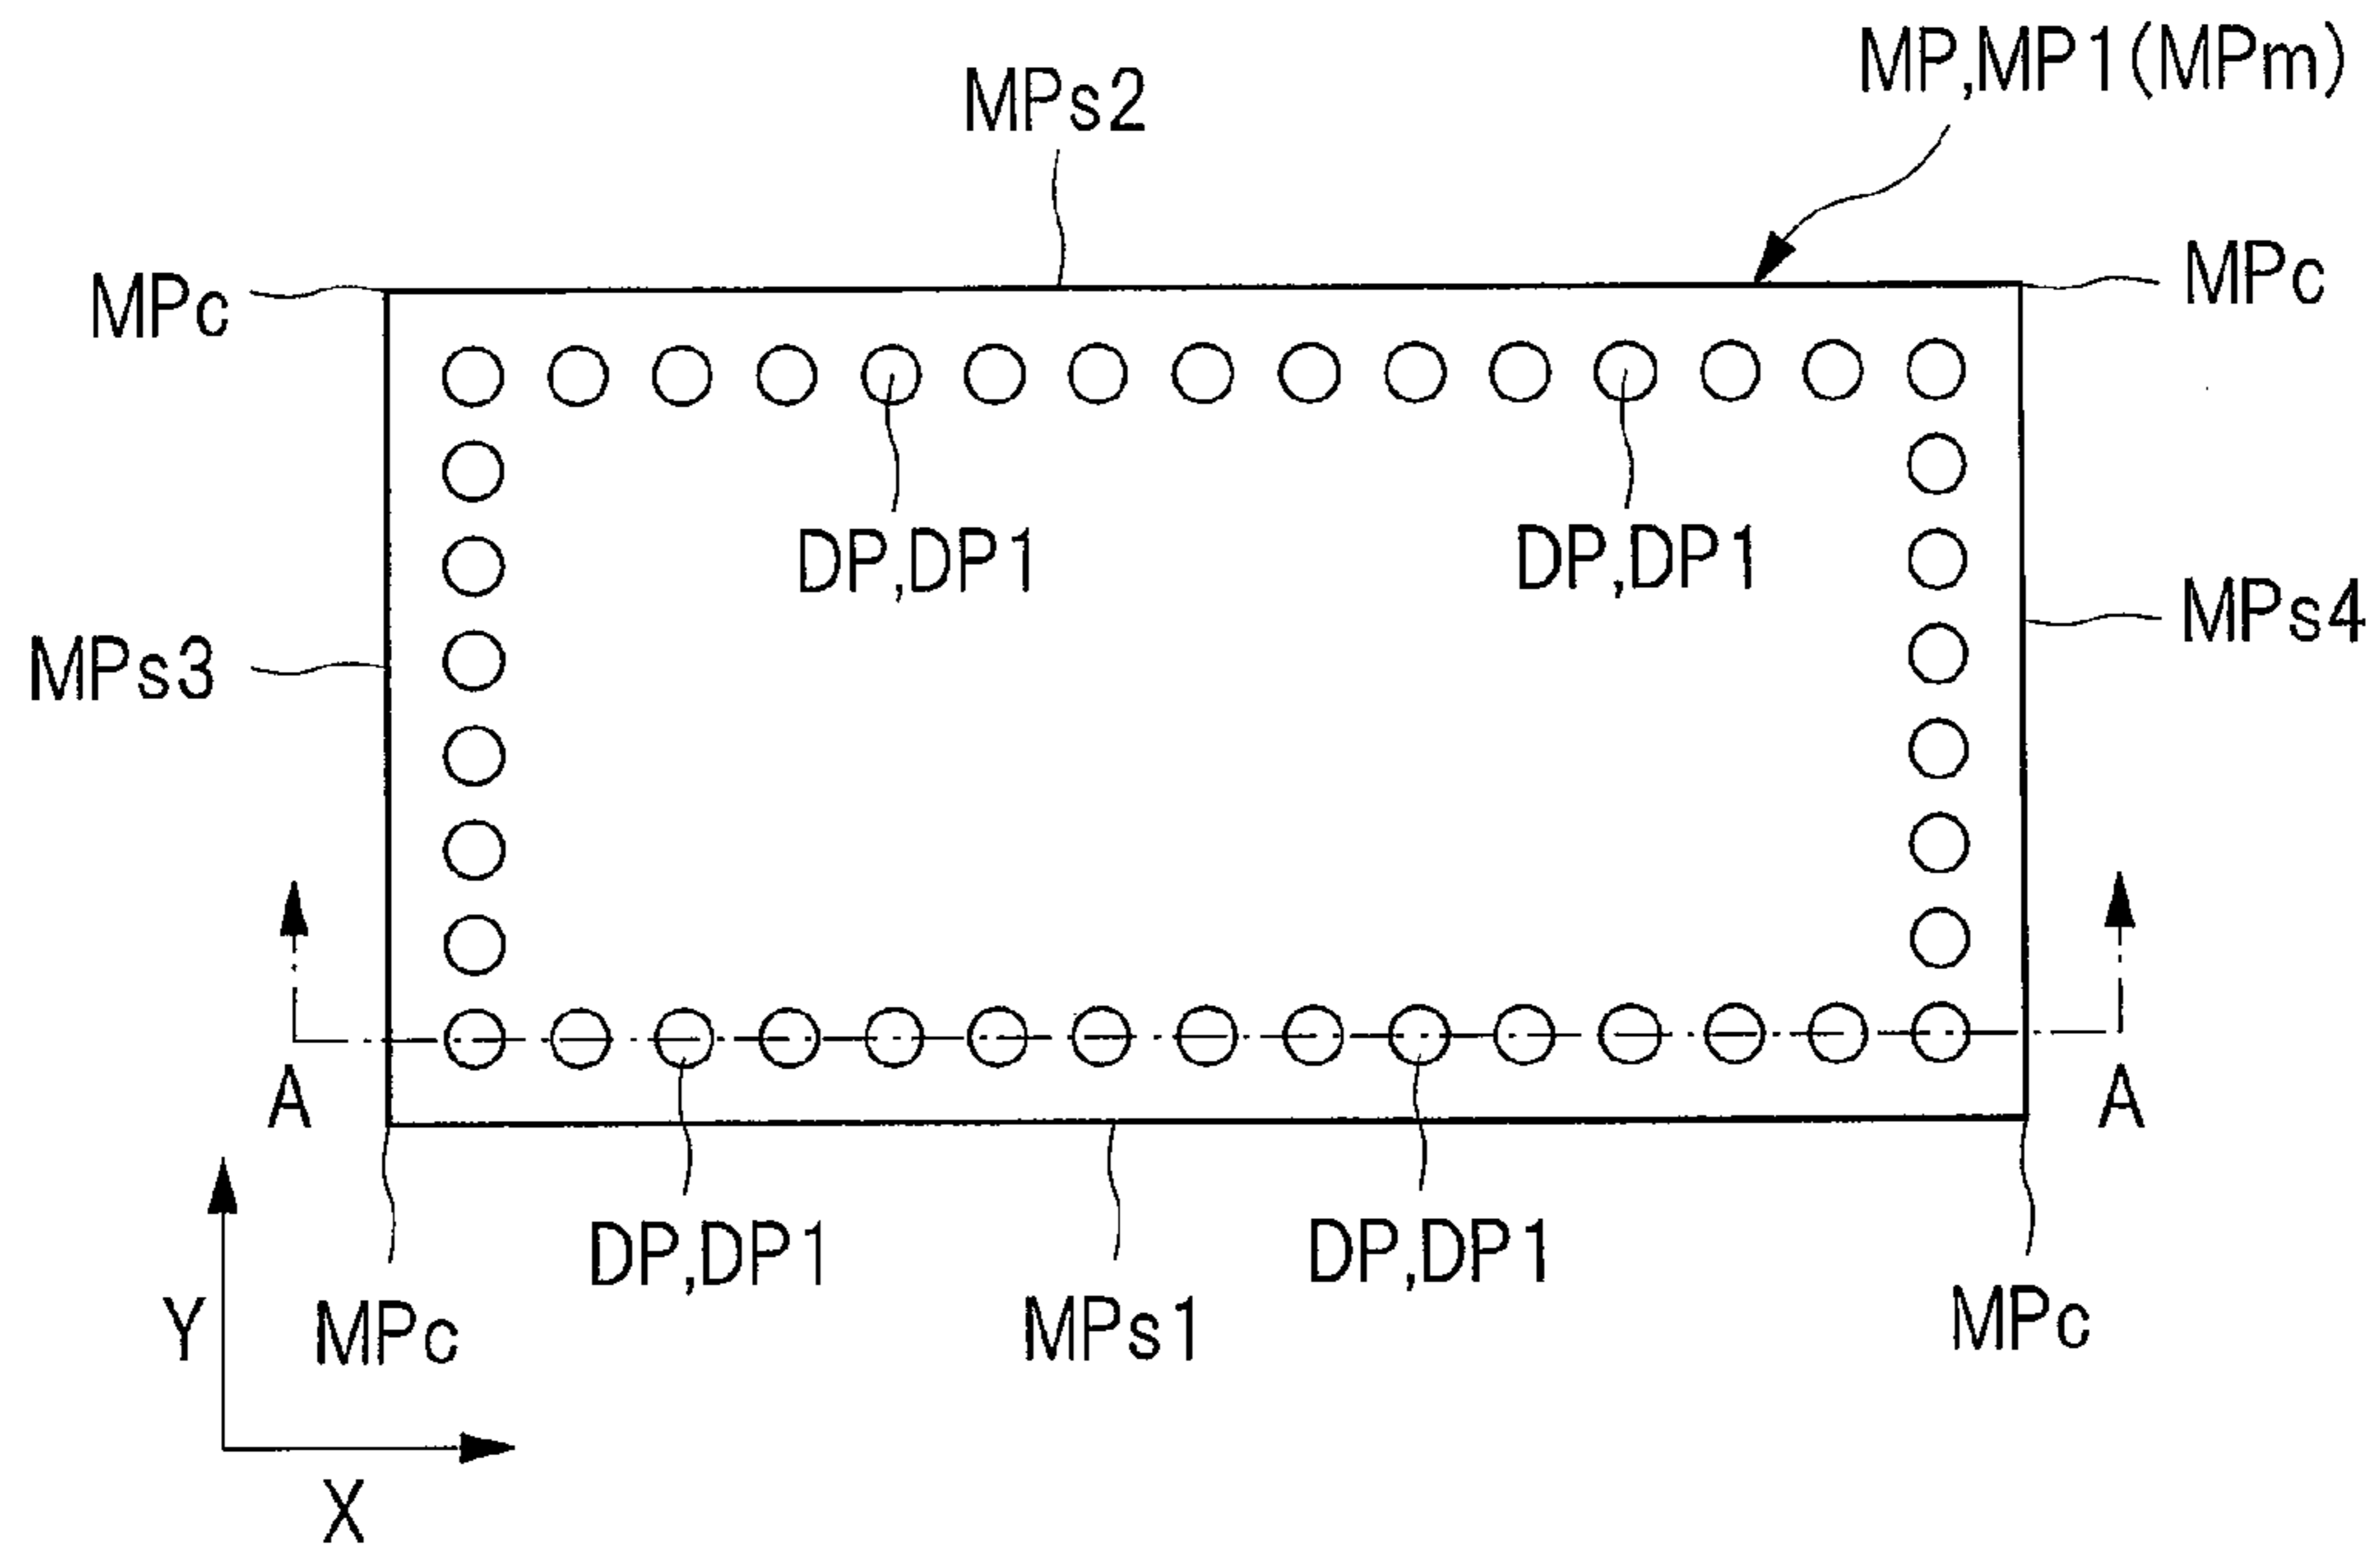 MP,MP1(MPm)
MPs2
MPc
MPc
DP,DP1
DP,DP1
MPs3
MPs4
A
A
DP,DP1
DP,DP1
Y
MPc
MPs1
MPc
X